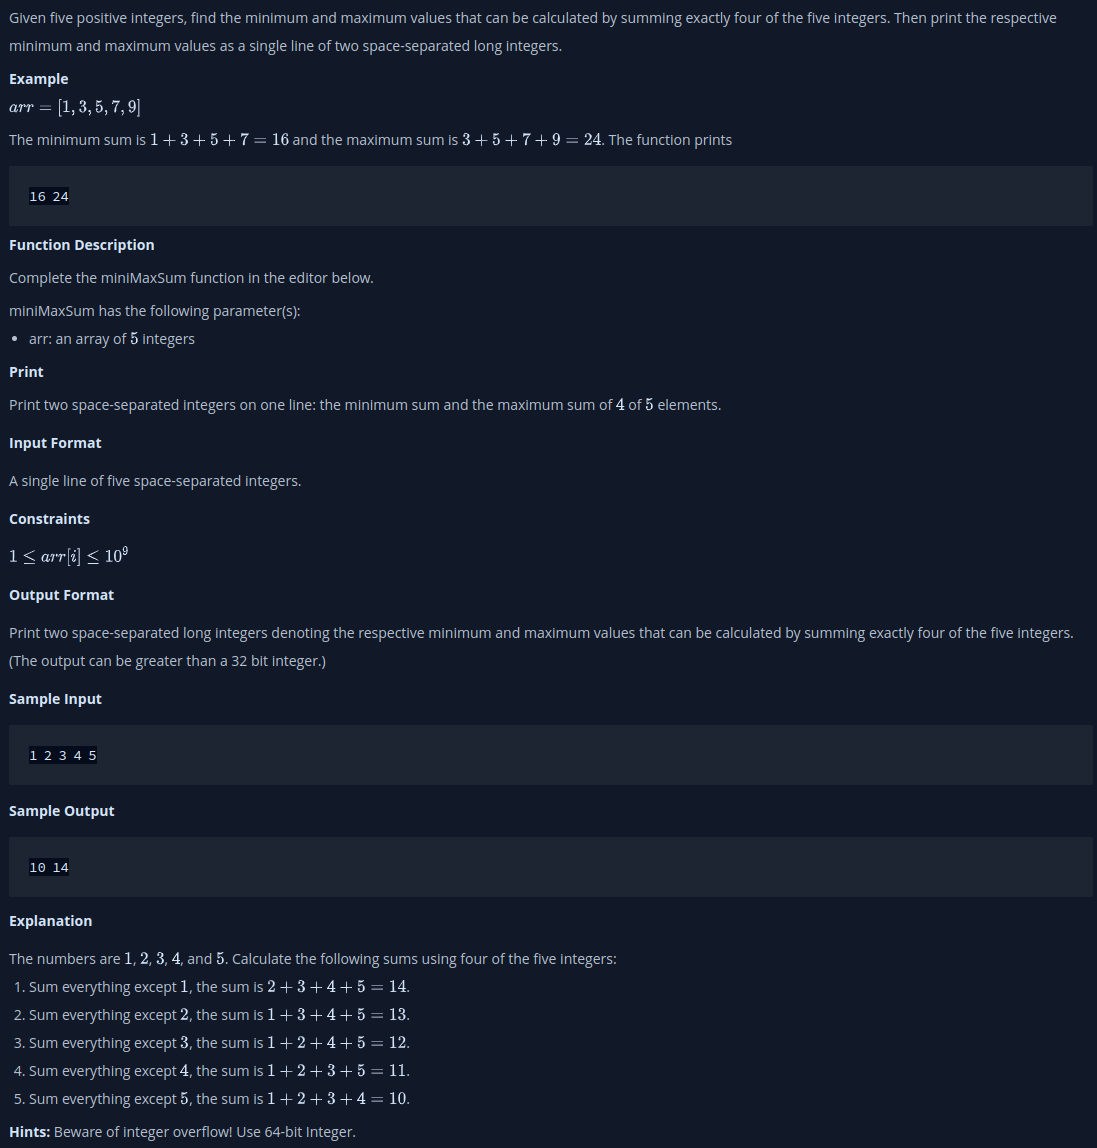 Given five positive integers, find the minimum and maximum values that can be calculated by summing exactly four of the five integers. Then print the respective
minimum and maximum values as a single line of two space-separated long integers.
Example
arr = [1, 3, 5, 7, 9]
The minimum sum is 1 + 3 + 5 + 7 = 16 and the maximum sum is 3 + 5 + 7 + 9 = 24. The function prints
16 24
Function Description
Complete the miniMaxSum function in the editor below.
miniMaxSum has the following parameter(s):
• arr: an array of 5 integers
Print
Print two space-separated integers on one line: the minimum sum and the maximum sum of 4 of 5 elements.
Input Format
A single line of five space-separated integers.
Constraints
1 ≤ arr[i] ≤ 10⁹
Output Format
Print two space-separated long integers denoting the respective minimum and maximum values that can be calculated by summing exactly four of the five integers.
(The output can be greater than a 32 bit integer.)
Sample Input
1 2 3 4 5
Sample Output
10 14
Explanation
The numbers are 1, 2, 3, 4, and 5. Calculate the following sums using four of the five integers:
1. Sum everything except 1, the sum is 2 + 3 + 4 + 5 = 14.
2. Sum everything except 2, the sum is 1 + 3 + 4 + 5 = 13.
3. Sum everything except 3, the sum is 1 + 2 + 4 + 5 = 12.
4. Sum everything except 4, the sum is 1 + 2 + 3 + 5 = 11.
5. Sum everything except 5, the sum is 1 + 2 + 3 + 4 = 10.
Hints: Beware of integer overflow! Use 64-bit Integer.